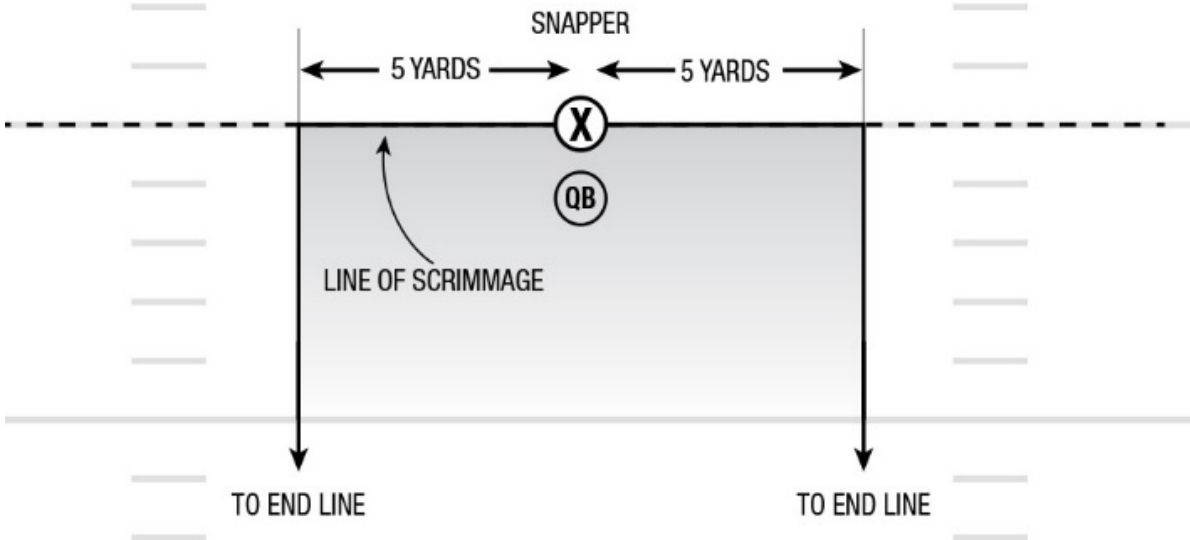 SNAPPER
5 YARDS 5 YARDS
X
QB
LINE OF SCRIMMAGE
TO END LINE TO END LINE